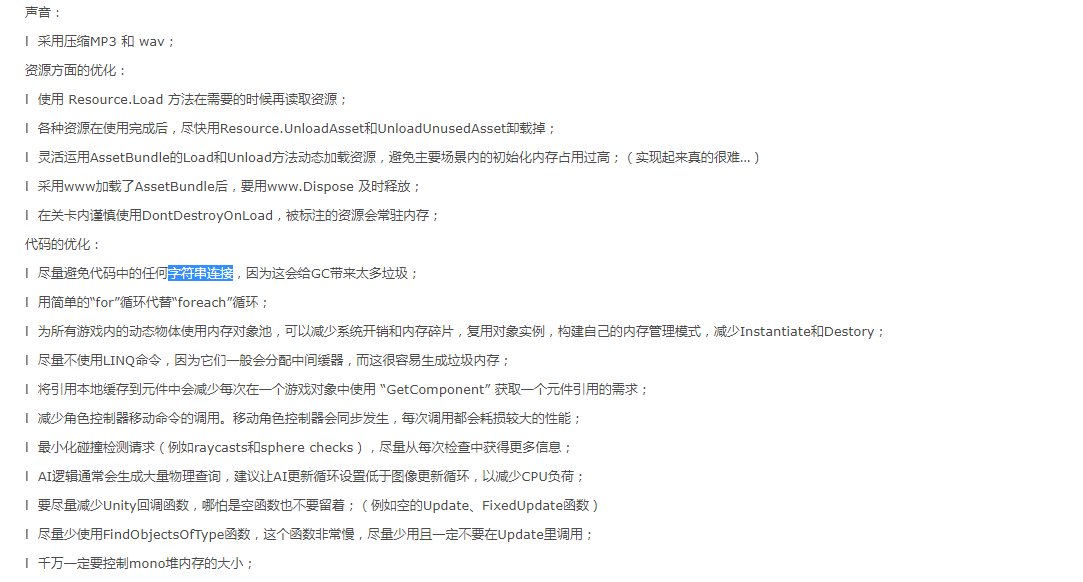 声音：
l 采用压缩MP3 和 wav；
资源方面的优化：
l 使用 Resource.Load 方法在需要的时候再读取资源；
l 各种资源在使用完成后，尽快用Resource.UnloadAsset和UnloadUnusedAsset卸载掉；
l 灵活运用AssetBundle的Load和Unload方法动态加载资源，避免主要场景内的初始化内存占用过高；（实现起来真的很难…）
l 采用www加载了AssetBundle后，要用www.Dispose 及时释放；
l 在关卡内谨慎使用DontDestroyOnLoad，被标注的资源会常驻内存；
代码的优化：
l 尽量避免代码中的任何字符串连接，因为这会给GC带来太多垃圾；
l 用简单的“for”循环代替“foreach”循环；
l 为所有游戏内的动态物体使用内存对象池，可以减少系统开销和内存碎片，复用对象实例，构建自己的内存管理模式，减少Instantiate和Destory；
l 尽量不使用LINQ命令，因为它们一般会分配中间缓器，而这很容易生成垃圾内存；
l 将引用本地缓存到元件中会减少每次在一个游戏对象中使用 “GetComponent” 获取一个元件引用的需求；
l 减少角色控制器移动命令的调用。移动角色控制器会同步发生，每次调用都会耗损较大的性能；
l 最小化碰撞检测请求（例如raycasts和sphere checks），尽量从每次检查中获得更多信息；
l AI逻辑通常会生成大量物理查询，建议让AI更新循环设置低于图像更新循环，以减少CPU负荷；
l 要尽量减少Unity回调函数，哪怕是空函数也不要留着；（例如空的Update、FixedUpdate函数）
l 尽量少使用FindObjectsOfType函数，这个函数非常慢，尽量少用且一定不要在Update里调用；
l 千万一定要控制mono堆内存的大小；